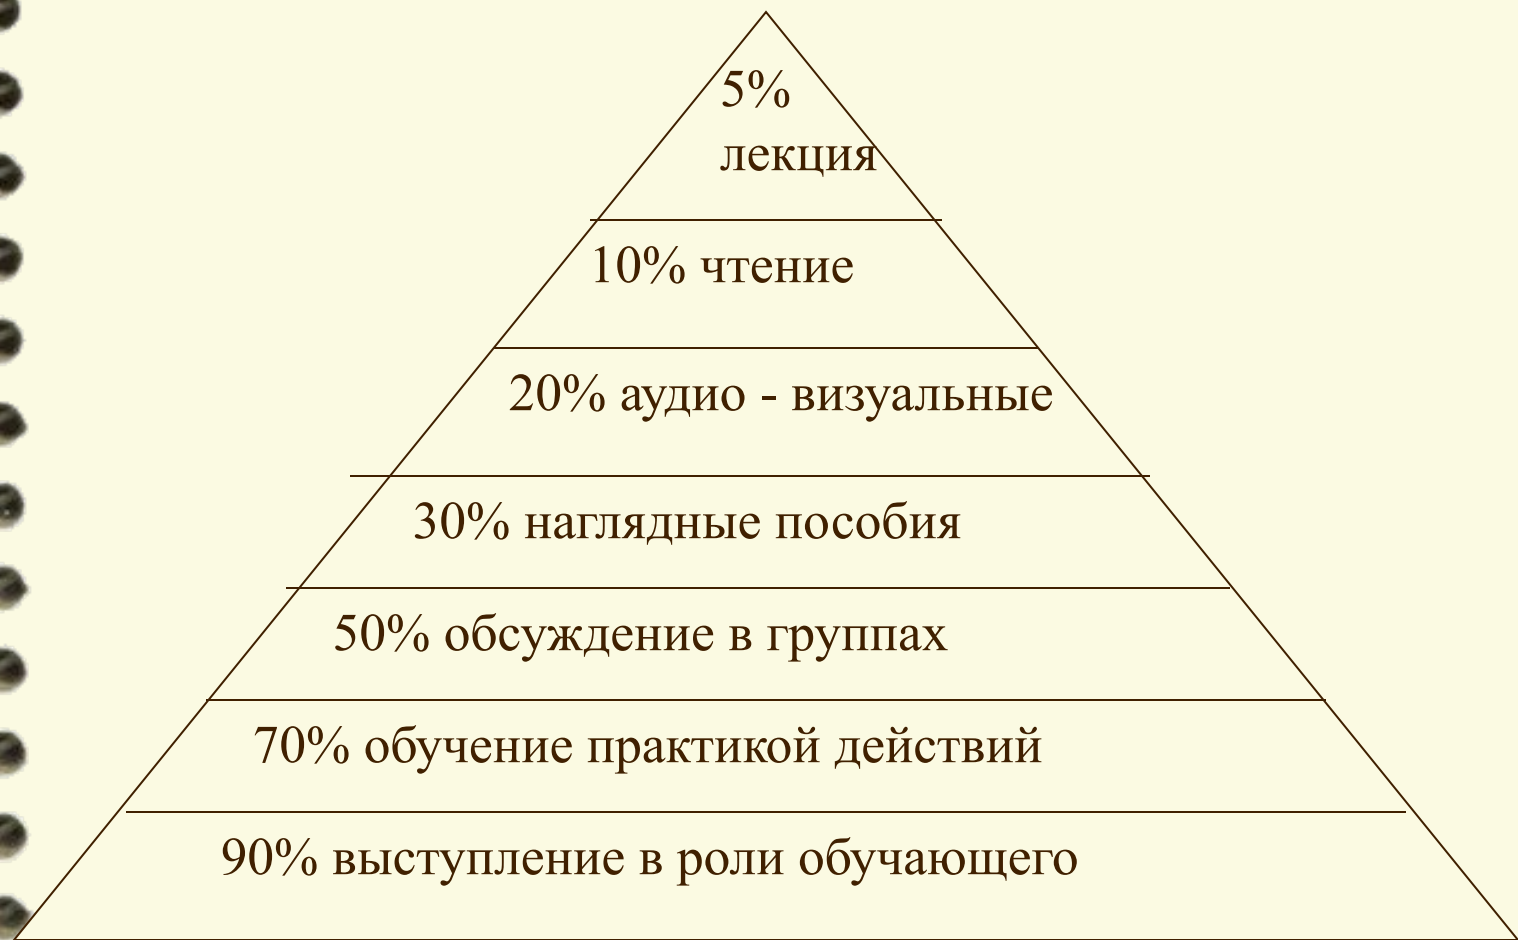 5%
лекция
10% чтение
20% аудио - визуальные
30% наглядные пособия
50% обсуждение в группах
70% обучение практикой действий
90% выступление в роли обучающего